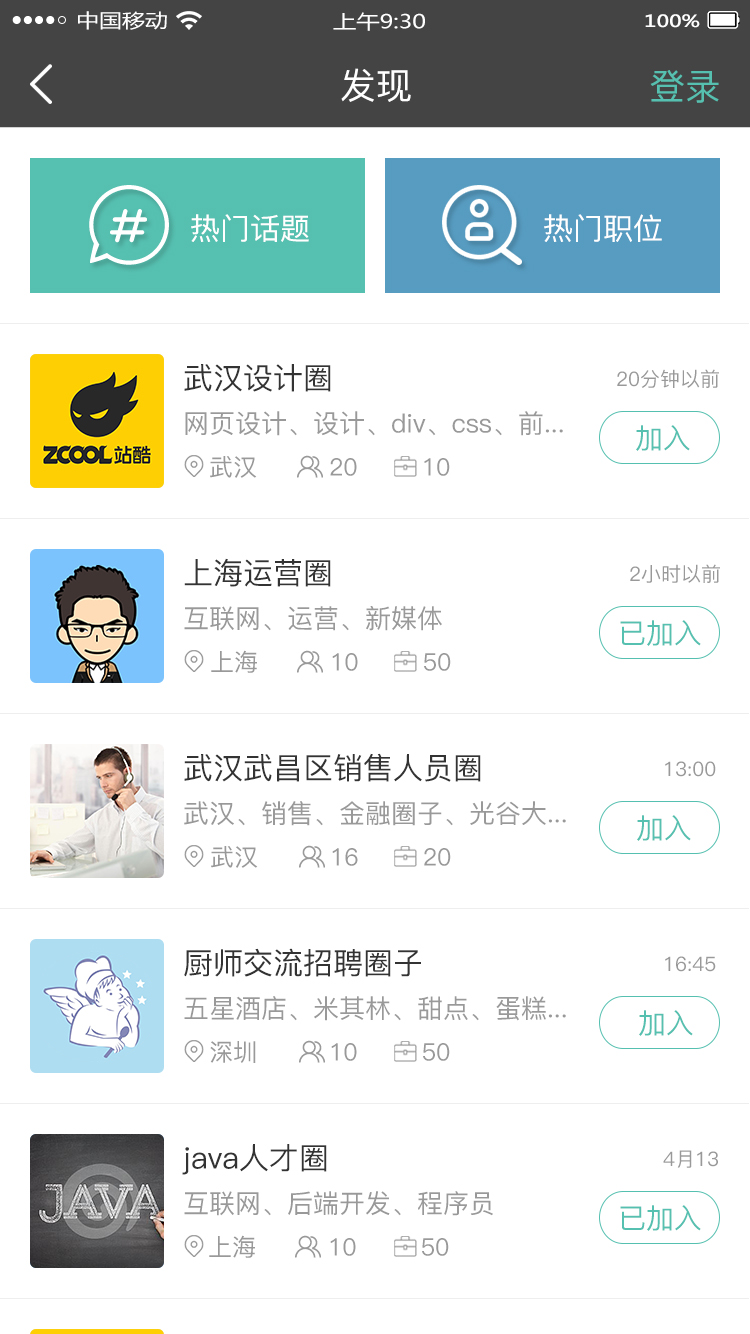 中国移动 上午9:30 100%
发现 登录
# 热门话题 热门职位
武汉设计圈 20分钟以前
网页设计、设计、div、css、前...
加入
ZCOOL站酷
武汉 20 10
上海运营圈 2小时以前
互联网、运营、新媒体
已加入
上海 10 50
武汉武昌区销售人员圈 13:00
武汉、销售、金融圈子、光谷大...
加入
武汉 16 20
厨师交流招聘圈子 16:45
五星酒店、米其林、甜点、蛋糕...
加入
深圳 10 50
java人才圈 4月13
JAVA
互联网、后端开发、程序员
已加入
上海 10 50